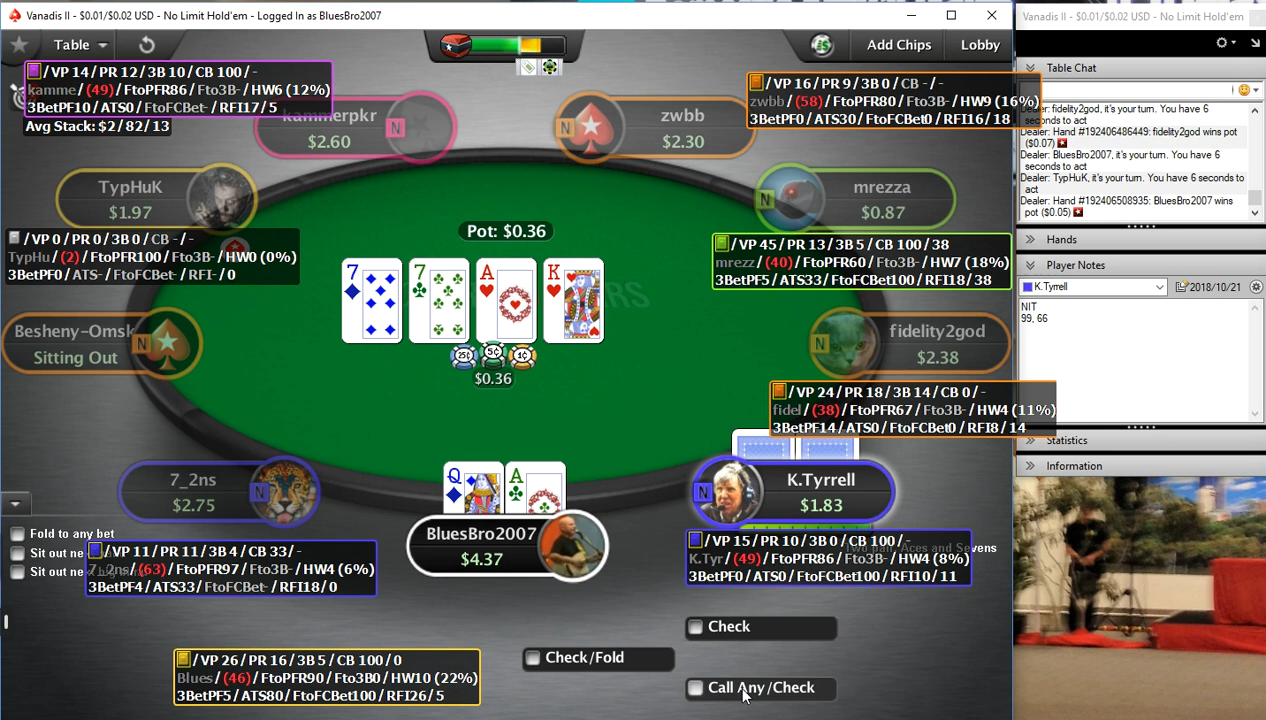 Vanadis II - $0.01/$0.02 USD - No Limit Hold'em - Logged In as BluesBro2007
Vanadis II - $0.01/$0.02 USD - No Limit Hold'em
Table
Add Chips
Lobby
/ VP 14 / PR 12 / 3B 10 / CB 100 / -
kamme / (49) / FtoPFR86 / Fto3B- / HW6 (12%)
3BetPF10 / ATS0 / FtoFCBet- / RFI17 / 5
Avg Stack: $2/82/13
kammerpkr
N
$2.60
/ VP 16 / PR 9 / 3B 0 / CB - / -
zwbb / (58) / FtoPFR80 / Fto3B- / HW9 (16%)
3BetPF0 / ATS30 / FtoFCBet0 / RFI16 / 18
N
zwbb
$2.30
TypHuK
$1.97
/ VP 0 / PR 0 / 3B 0 / CB - / -
TypHu / (2) / FtoPFR100 / Fto3B- / HW0 (0%)
3BetPF0 / ATS- / FtoFCBet- / RFI- / 0
N
mrezza
$0.87
/ VP 45 / PR 13 / 3B 5 / CB 100 / 38
mrezz / (40) / FtoPFR60 / Fto3B- / HW7 (18%)
3BetPF5 / ATS33 / FtoFCBet100 / RFI18 / 38
Pot: $0.36
7
7
A
K
25¢
5¢
1¢
$0.36
Besheny-Omsk
N
Sitting Out
N
fidelity2god
$2.38
/ VP 24 / PR 18 / 3B 14 / CB 0 / -
fidel / (38) / FtoPFR67 / Fto3B- / HW4 (11%)
3BetPF14 / ATS0 / FtoFCBet0 / RFI8 / 14
7_2ns
N
$2.75
Q
A
BluesBro2007
$4.37
N
K.Tyrrell
$1.83
/ VP 15 / PR 10 / 3B 0 / CB 100 / -
K.Tyr / (49) / FtoPFR86 / Fto3B- / HW4 (8%)
3BetPF0 / ATS0 / FtoFCBet100 / RFI10 / 11
Two pair, Aces and Sevens
Fold to any bet
Sit out ne
Sit out ne
/ VP 11 / PR 11 / 3B 4 / CB 33 / -
7_2ns / (63) / FtoPFR97 / Fto3B- / HW4 (6%)
3BetPF4 / ATS33 / FtoFCBet- / RFI18 / 0
/ VP 26 / PR 16 / 3B 5 / CB 100 / 0
Blues / (46) / FtoPFR90 / Fto3B0 / HW10 (22%)
3BetPF5 / ATS80 / FtoFCBet100 / RFI26 / 5
Check/Fold
Check
Call Any/Check
Table Chat
Dealer: fidelity2god, it's your turn. You have 6
seconds to act
Dealer: Hand #192406486449: fidelity2god wins pot
($0.07)
Dealer: BluesBro2007, it's your turn. You have 6
seconds to act
Dealer: TypHuK, it's your turn. You have 6 seconds to
act
Dealer: Hand #192406508935: BluesBro2007 wins
pot ($0.05)
Hands
Player Notes
K.Tyrrell
2018/10/21
NIT
99, 66
Statistics
Information